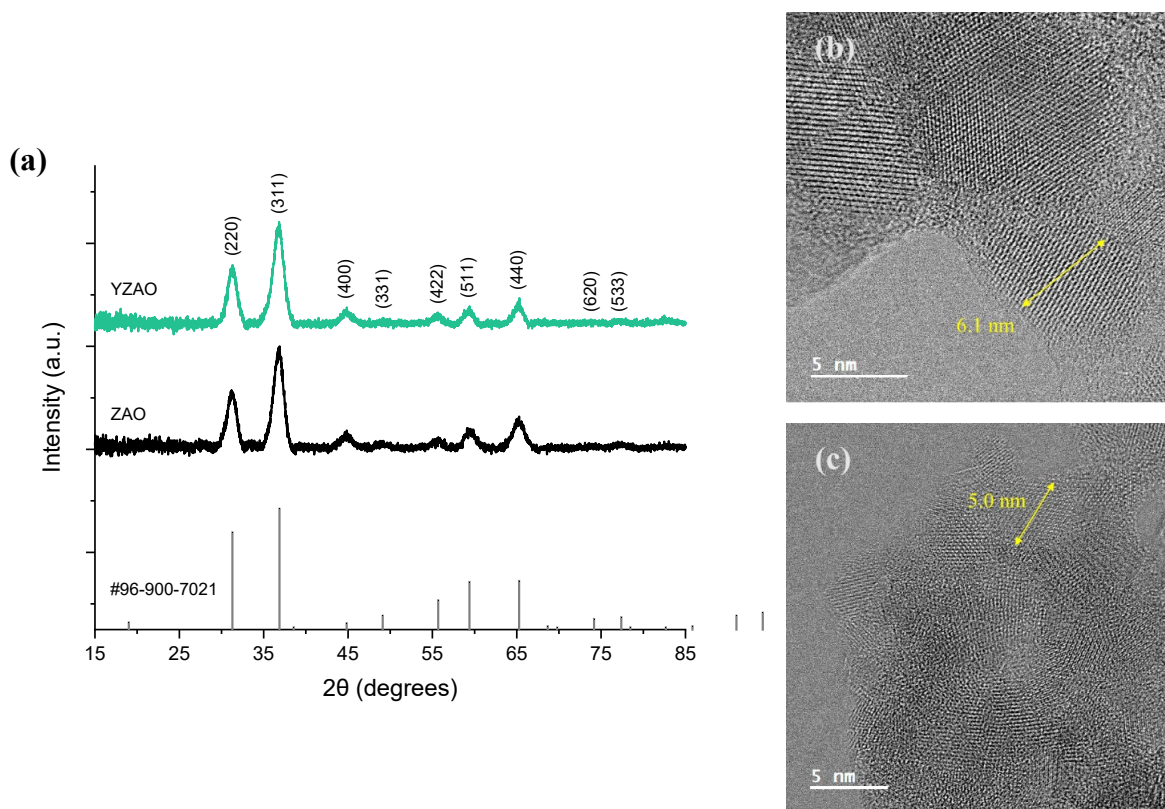 (a)
Intensity (a.u.)
YZAO
(220)
(311)
(400)
(331)
(422)
(511)
(440)
(620)
(533)
ZAO
#96-900-7021
15 25 35 45 55 65 75 85
2θ (degrees)
(b)
6.1 nm
5 nm
(c)
5.0 nm
5 nm